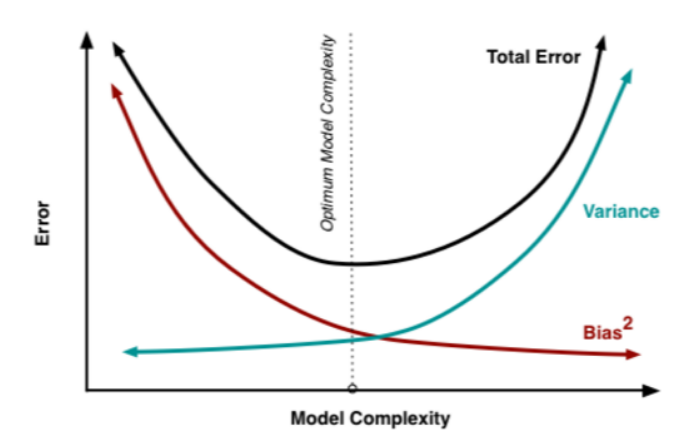 Total Error
Optimum Model Complexity
Variance
Error
Bias²
Model Complexity